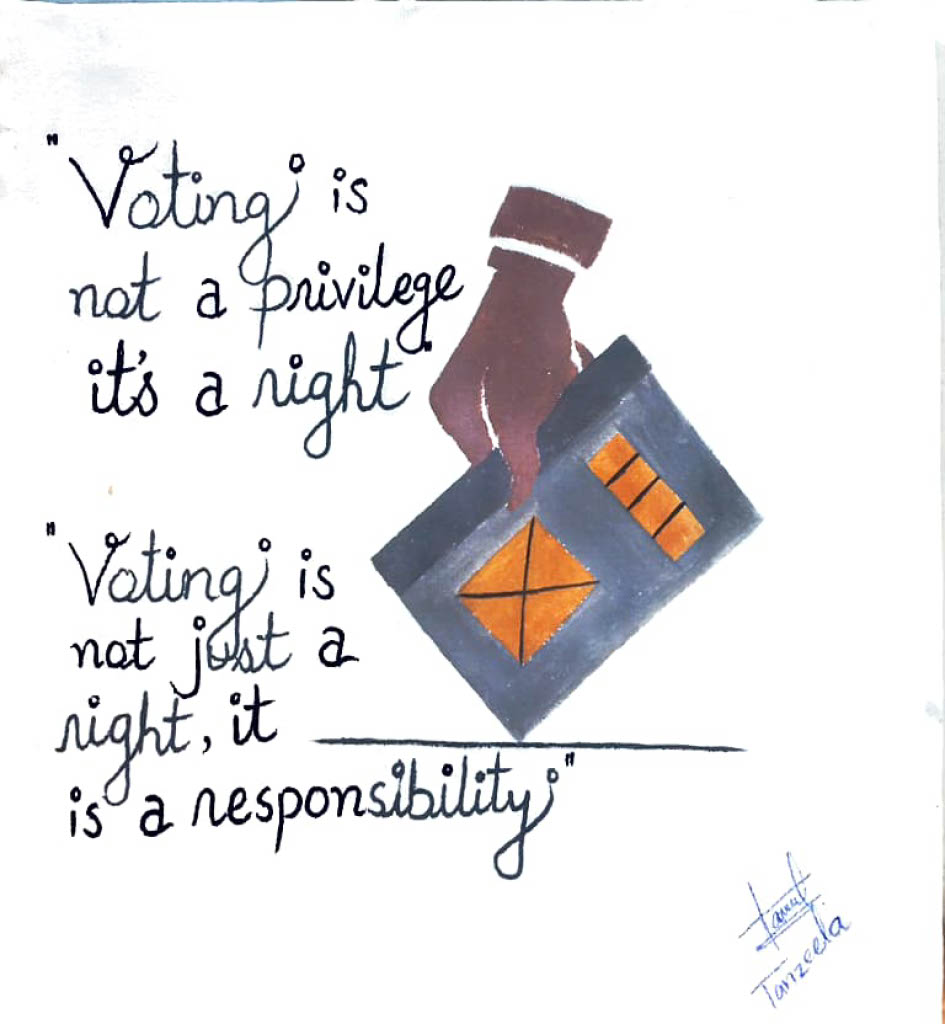 "Voting is
not a privilege
it's a right"
"Voting is
not just a
right, it
is a responsibility"
Tanzeela